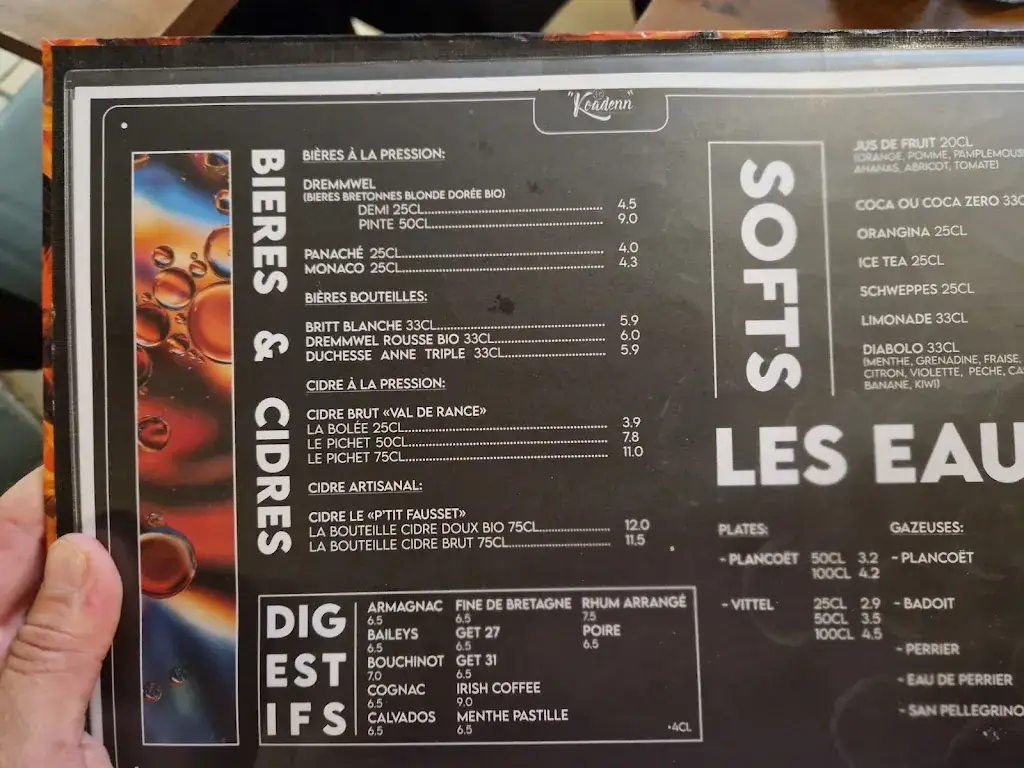 "Koadenn"
BIERES & CIDRES
BIÈRES À LA PRESSION:
DREMMWEL
(BIERES BRETONNES BLONDE DORÉE BIO)
DEMI 25CL 4.5
PINTE 50CL 9.0
PANACHÉ 25CL 4.0
MONACO 25CL 4.3
BIÈRES BOUTEILLES:
BRITT BLANCHE 33CL 5.9
DREMMWEL ROUSSE BIO 33CL 6.0
DUCHESSE ANNE TRIPLE 33CL 5.9
CIDRE À LA PRESSION:
CIDRE BRUT «VAL DE RANCE»
LA BOLÉE 25CL 3.9
LE PICHET 50CL 7.8
LE PICHET 75CL 11.0
CIDRE ARTISANAL:
CIDRE LE «P'TIT FAUSSET»
LA BOUTEILLE CIDRE DOUX BIO 75CL 12.0
LA BOUTEILLE CIDRE BRUT 75CL 11.5
DIG
EST
IFS
ARMAGNAC FINE DE BRETAGNE RHUM ARRANGÉ
6.5 6.5 7.5
BAILEYS GET 27 POIRE
6.5 6.5 6.5
BOUCHINOT GET 31
7.0 6.5
COGNAC IRISH COFFEE
6.5 9.0
CALVADOS MENTHE PASTILLE
6.5 6.5
•4CL
SOFTS
JUS DE FRUIT 20CL
(ORANGE, POMME, PAMPLEMOUS
ANANAS, ABRICOT, TOMATE)
COCA OU COCA ZERO 33C
ORANGINA 25CL
ICE TEA 25CL
SCHWEPPES 25CL
LIMONADE 33CL
DIABOLO 33CL
(MENTHE, GRENADINE, FRAISE,
CITRON, VIOLETTE, PECHE, CA
BANANE, KIWI)
LES EAU
PLATES:
- PLANCOËT 50CL 3.2
100CL 4.2
- VITTEL 25CL 2.9
50CL 3.5
100CL 4.5
GAZEUSES:
- PLANCOËT
- BADOIT
- PERRIER
- EAU DE PERRIER
- SAN PELLEGRINO